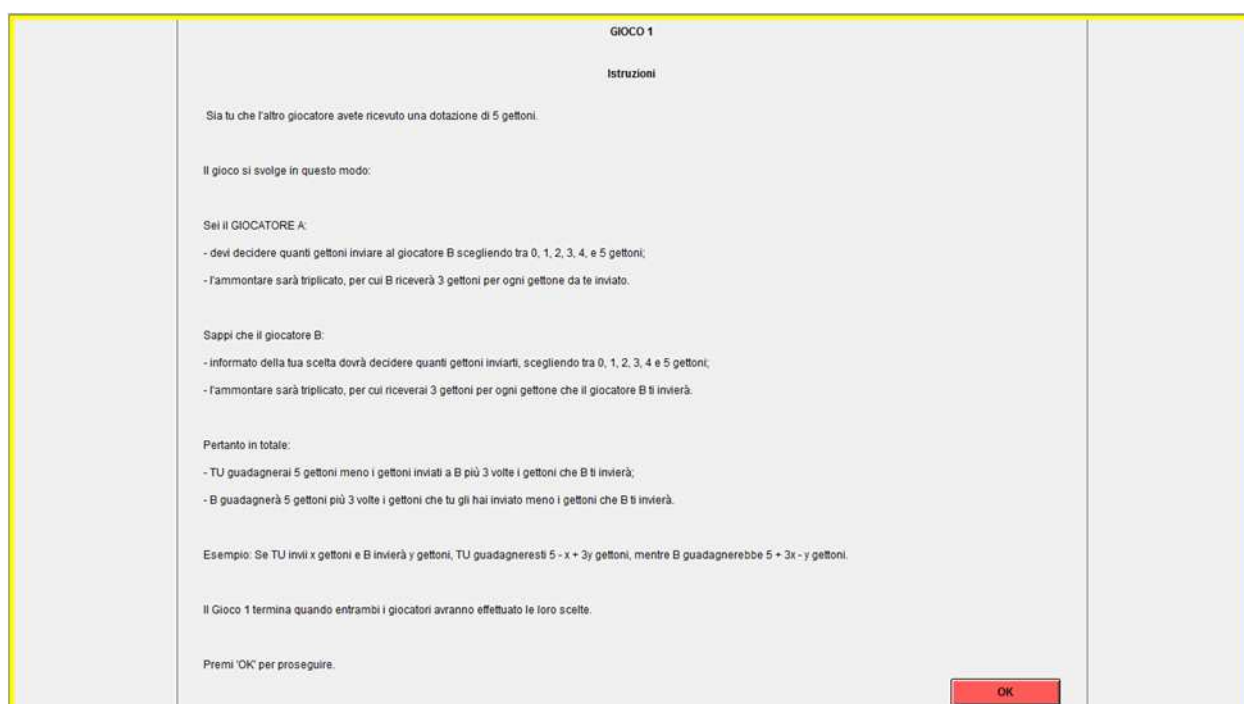 GIOCO 1
Istruzioni
Sia tu che l'altro giocatore avete ricevuto una dotazione di 5 gettoni.
Il gioco si svolge in questo modo:
Sei il GIOCATORE A:
- devi decidere quanti gettoni inviare al giocatore B scegliendo tra 0, 1, 2, 3, 4, e 5 gettoni;
- l'ammontare sarà triplicato, per cui B riceverà 3 gettoni per ogni gettone da te inviato.
Sappi che il giocatore B:
- informato della tua scelta dovrà decidere quanti gettoni inviarti, scegliendo tra 0, 1, 2, 3, 4 e 5 gettoni;
- l'ammontare sarà triplicato, per cui riceverai 3 gettoni per ogni gettone che il giocatore B ti invierà.
Pertanto in totale:
- TU guadagnerai 5 gettoni meno i gettoni inviati a B più 3 volte i gettoni che B ti invierà;
- B guadagnerà 5 gettoni più 3 volte i gettoni che tu gli hai inviato meno i gettoni che B ti invierà.
Esempio: Se TU invii x gettoni e B invierà y gettoni, TU guadagneresti 5 - x + 3y gettoni, mentre B guadagnerebbe 5 + 3x - y gettoni.
Il Gioco 1 termina quando entrambi i giocatori avranno effettuato le loro scelte.
Premi 'OK' per proseguire.
OK